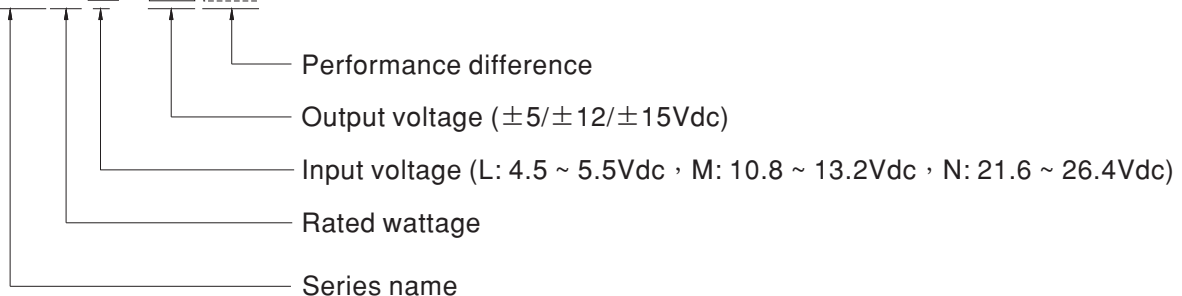 Performance difference
Output voltage (±5/±12/±15Vdc)
Input voltage (L: 4.5 ~ 5.5Vdc，M: 10.8 ~ 13.2Vdc，N: 21.6 ~ 26.4Vdc)
Rated wattage
Series name